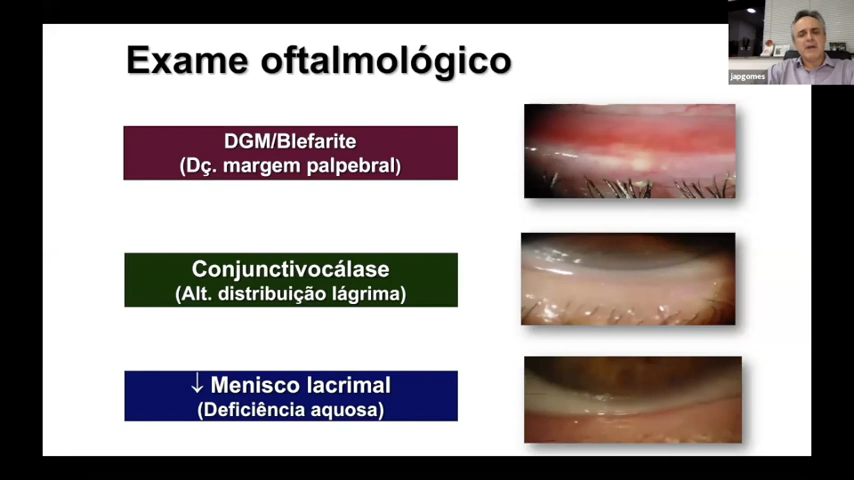 Exame oftalmológico
japgomes
DGM/Blefarite
(Dç. margem palpebral)
Conjunctivocálase
(Alt. distribuição lágrima)
↓ Menisco lacrimal
(Deficiência aquosa)